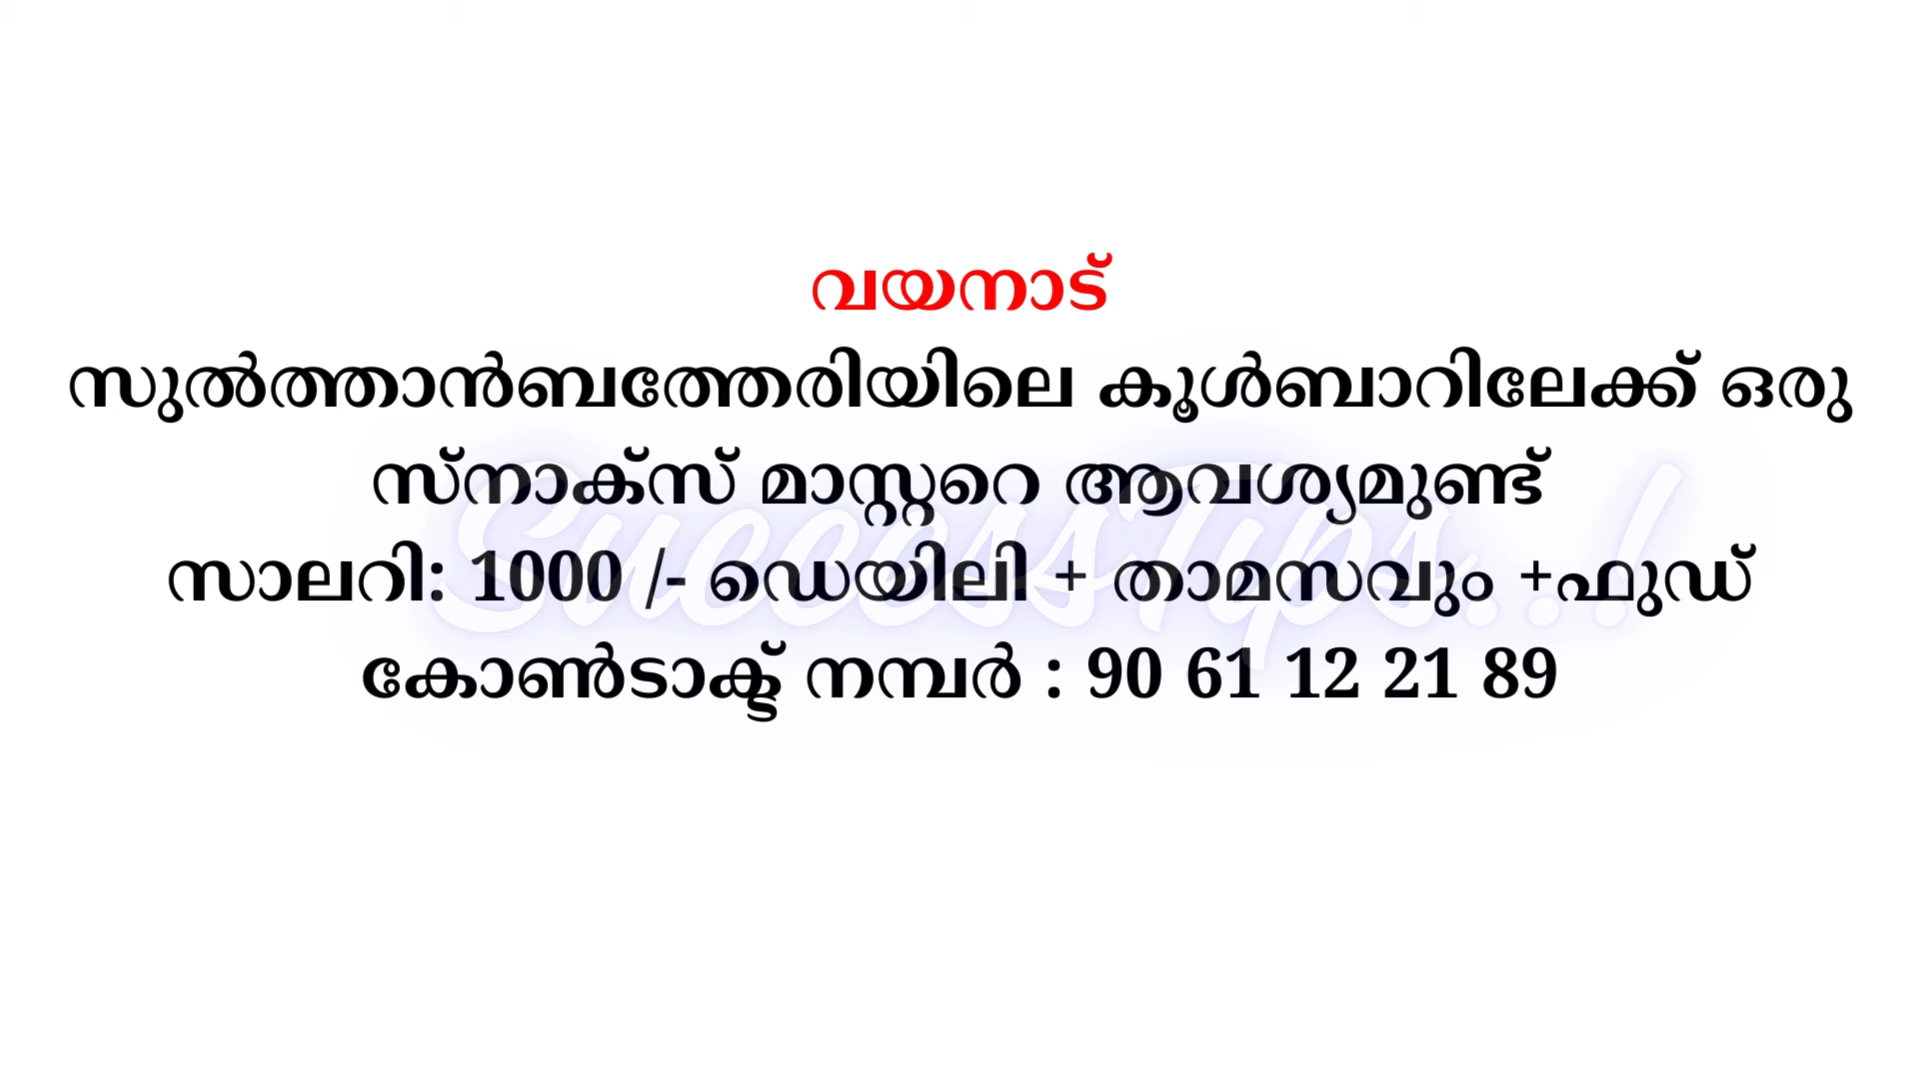 വയനാട്
സുൽത്താൻബത്തേരിയിലെ കൂൾബാറിലേക്ക് ഒരു
സ്നാക്സ് മാസ്റ്ററെ ആവശ്യമുണ്ട്
സാലറി: 1000 /- ഡെയിലി + താമസവും +ഫുഡ്
കോൺടാക്ട് നമ്പർ : 90 61 12 21 89
SuccessTips..!